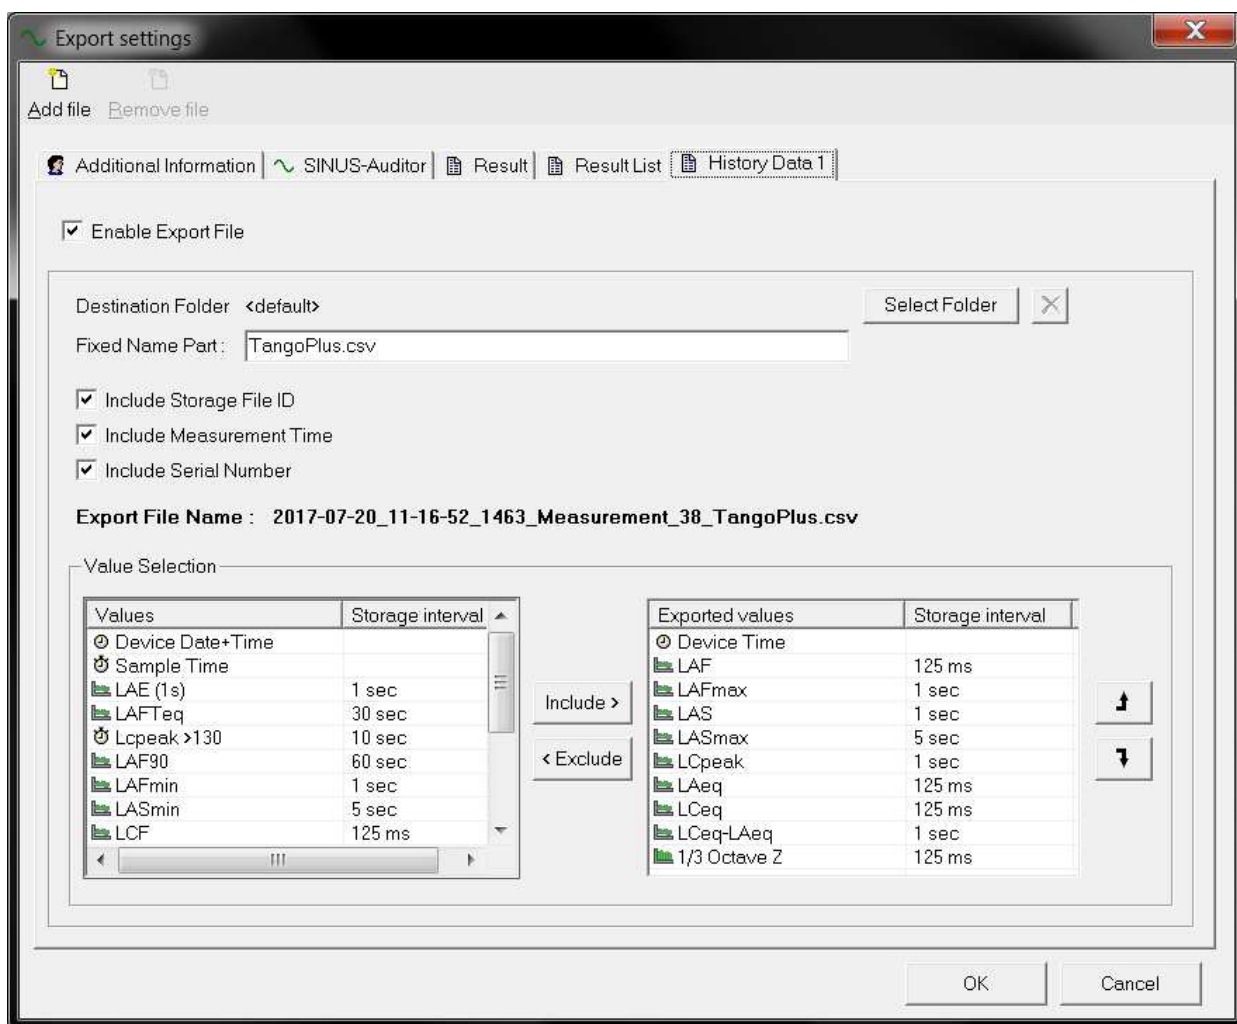 Export settings
Add file Remove file
Additional Information SINUS-Auditor Result Result List History Data 1
Enable Export File
Destination Folder <default> Select Folder
Fixed Name Part : TangoPlus.csv
Include Storage File ID
Include Measurement Time
Include Serial Number
Export File Name : 2017-07-20_11-16-52_1463_Measurement_38_TangoPlus.csv
Value Selection
Values Storage interval
Device Date+Time
Sample Time
LAE (1s) 1 sec
LAFTeq 30 sec
Lcpeak >130 10 sec
LAF90 60 sec
LAFmin 1 sec
LASmin 5 sec
LCF 125 ms
Include >
< Exclude
Exported values Storage interval
Device Time
LAF 125 ms
LAFmax 1 sec
LAS 1 sec
LASmax 5 sec
LCpeak 1 sec
LAeq 125 ms
LCeq 125 ms
LCeq-LAeq 1 sec
1/3 Octave Z 125 ms
OK Cancel